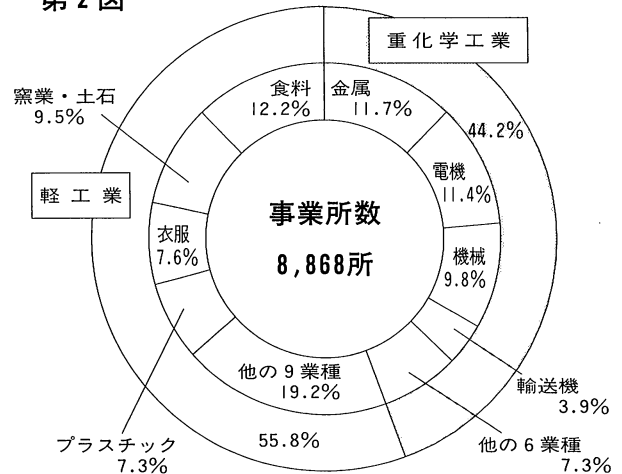 第2図
重化学工業
44.2%
金属
11.7%
電機
11.4%
機械
9.8%
輸送機
3.9%
他の6業種
7.3%
軽工業
55.8%
他の9業種
19.2%
プラスチック
7.3%
衣服
7.6%
窯業・土石
9.5%
食料
12.2%
事業所数
8,868所